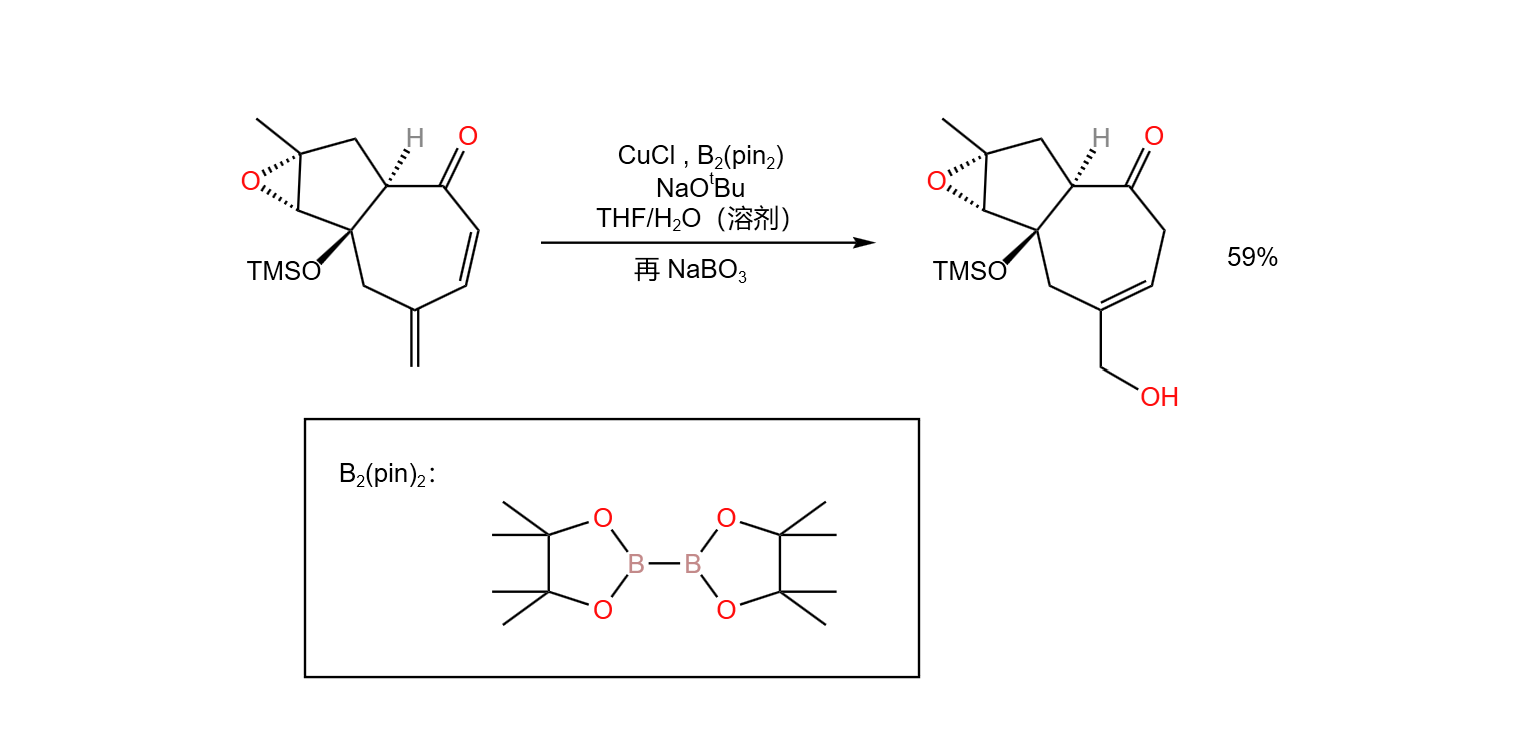 H
O
O
TMSO
CuCl , B₂(pin₂)
NaOᵗBu
THF/H₂O（溶剂）
再 NaBO₃
H
O
O
TMSO
OH
59%
B₂(pin)₂：
O
O
B
B
O
O